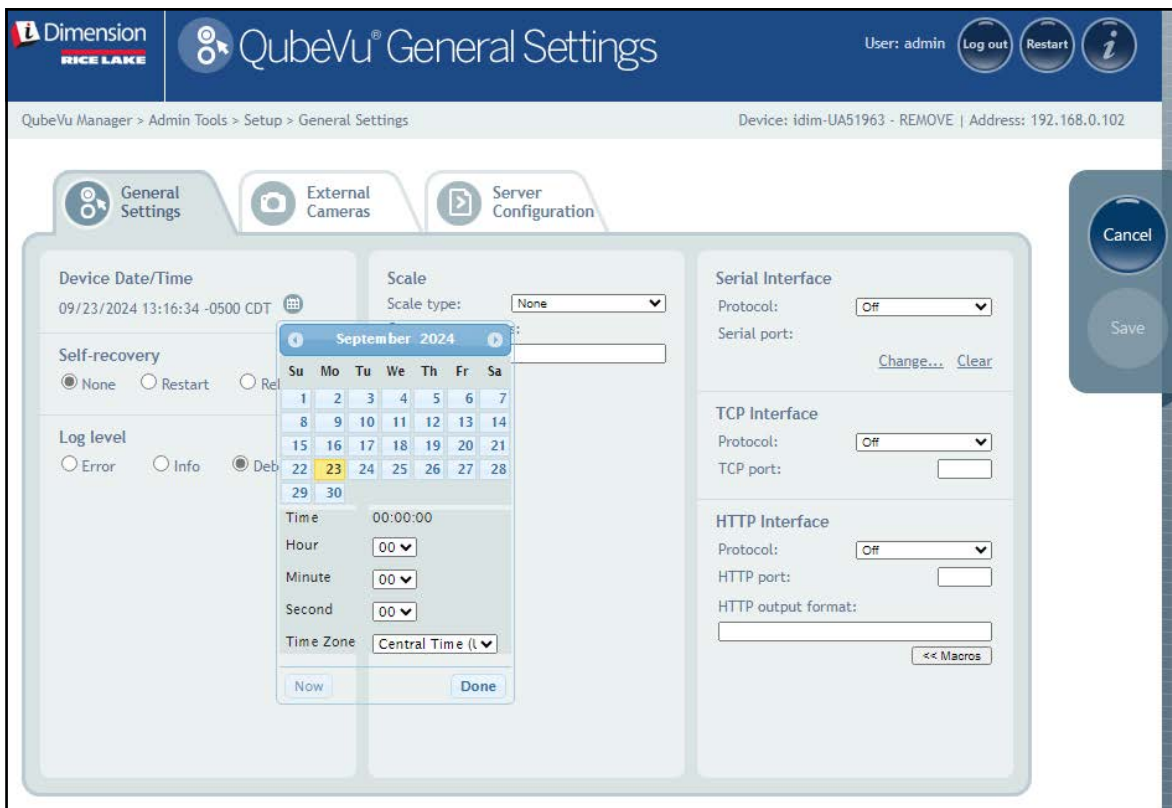 iDimension
RICE LAKE
QubeVu® General Settings
User: admin
Log out
Restart
i
QubeVu Manager > Admin Tools > Setup > General Settings
Device: idim-UA51963 - REMOVE | Address: 192.168.0.102
General
Settings
External
Cameras
Server
Configuration
Cancel
Save
Device Date/Time
09/23/2024 13:16:34 -0500 CDT
Self-recovery
None Restart
Log level
Error Info
September 2024
Su Mo Tu We Th Fr Sa
1 2 3 4 5 6 7
8 9 10 11 12 13 14
15 16 17 18 19 20 21
22 23 24 25 26 27 28
29 30
Time 00:00:00
Hour 00
Minute 00
Second 00
Time Zone Central Time (U
Now Done
Scale
Scale type: None
Serial Interface
Protocol: Off
Serial port:
Change... Clear
TCP Interface
Protocol: Off
TCP port:
HTTP Interface
Protocol: Off
HTTP port:
HTTP output format:
<< Macros